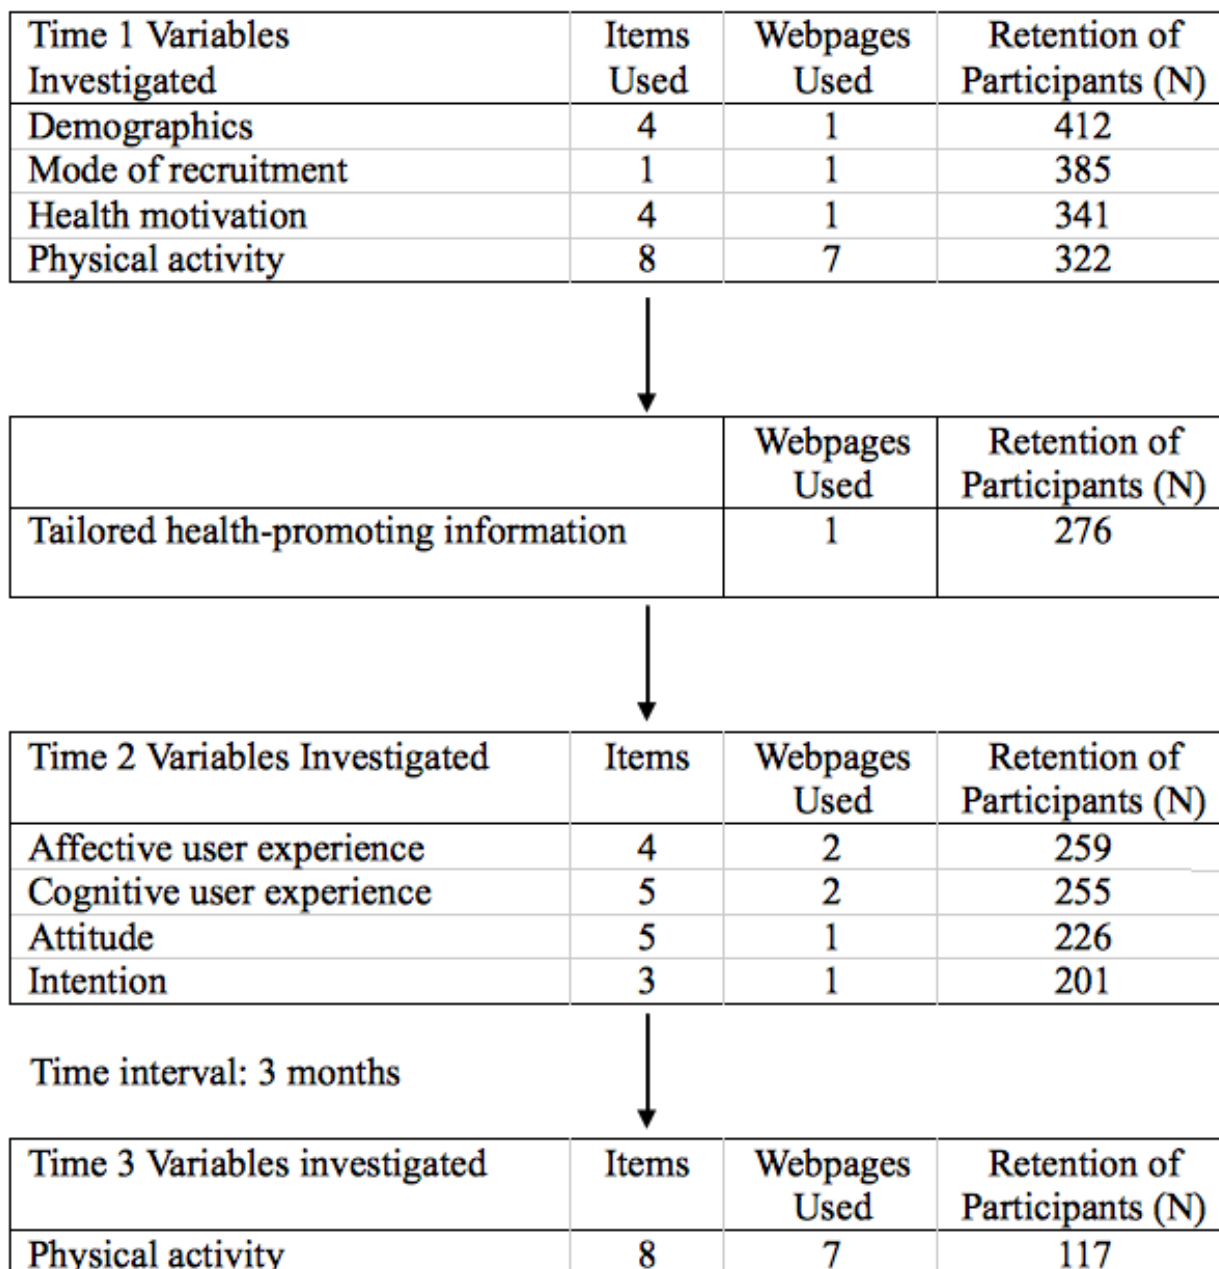 Time 1 Variables Investigated Items Used Webpages Used Retention of Participants (N)
Demographics 4 1 412
Mode of recruitment 1 1 385
Health motivation 4 1 341
Physical activity 8 7 322
Webpages Used Retention of Participants (N)
Tailored health-promoting information 1 276
Time 2 Variables Investigated Items Webpages Used Retention of Participants (N)
Affective user experience 4 2 259
Cognitive user experience 5 2 255
Attitude 5 1 226
Intention 3 1 201
Time interval: 3 months
Time 3 Variables investigated Items Webpages Used Retention of Participants (N)
Physical activity 8 7 117